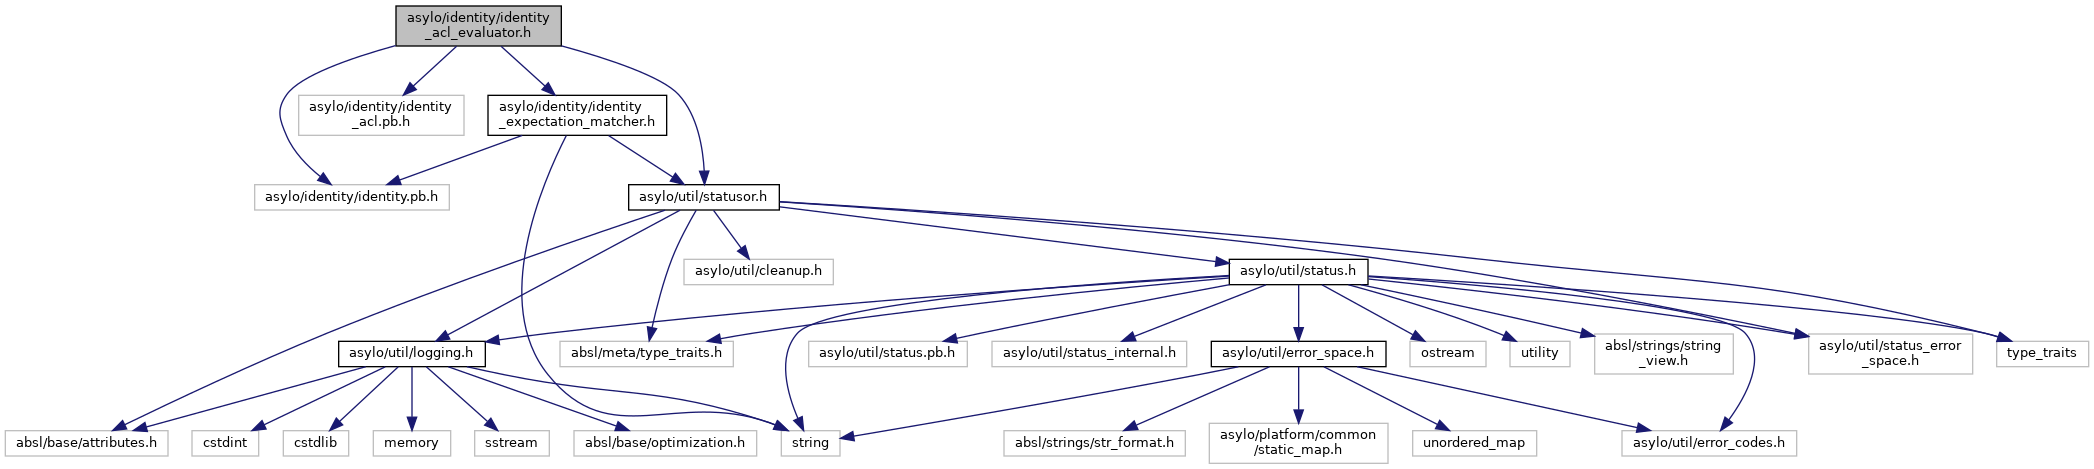 asylo/identity/identity
_acl_evaluator.h
asylo/identity/identity
_acl.pb.h
asylo/identity/identity
_expectation_matcher.h
asylo/identity/identity.pb.h
asylo/util/statusor.h
asylo/util/cleanup.h
asylo/util/status.h
asylo/util/logging.h
absl/meta/type_traits.h
asylo/util/status.pb.h
asylo/util/status_internal.h
asylo/util/error_space.h
ostream
utility
absl/strings/string
_view.h
asylo/util/status_error
_space.h
type_traits
absl/base/attributes.h
cstdint
cstdlib
memory
sstream
absl/base/optimization.h
string
absl/strings/str_format.h
asylo/platform/common
/static_map.h
unordered_map
asylo/util/error_codes.h